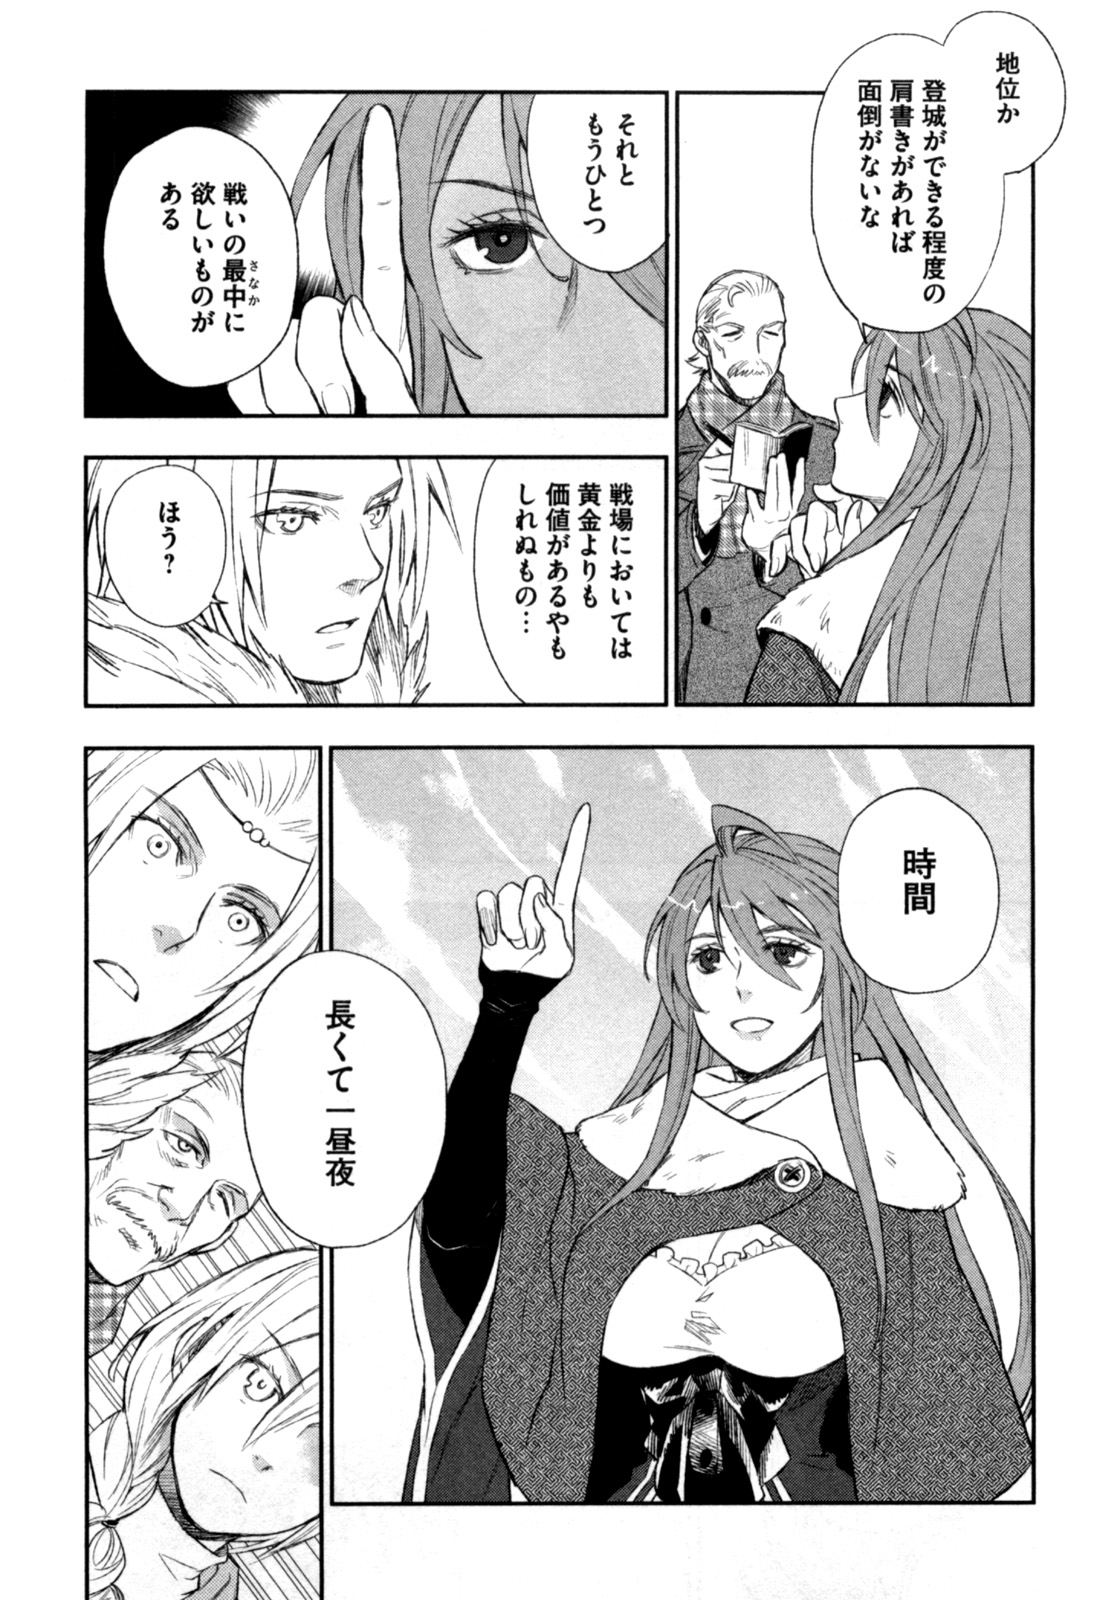 地位か
登城ができる程度の
肩書きがあれば
面倒がないな
それと
もうひとつ
戦いの最中に
さなか
欲しいものが
ある
戦場においては
黄金よりも
価値があるやも
しれぬもの…
ほう?
時間
長くて一昼夜